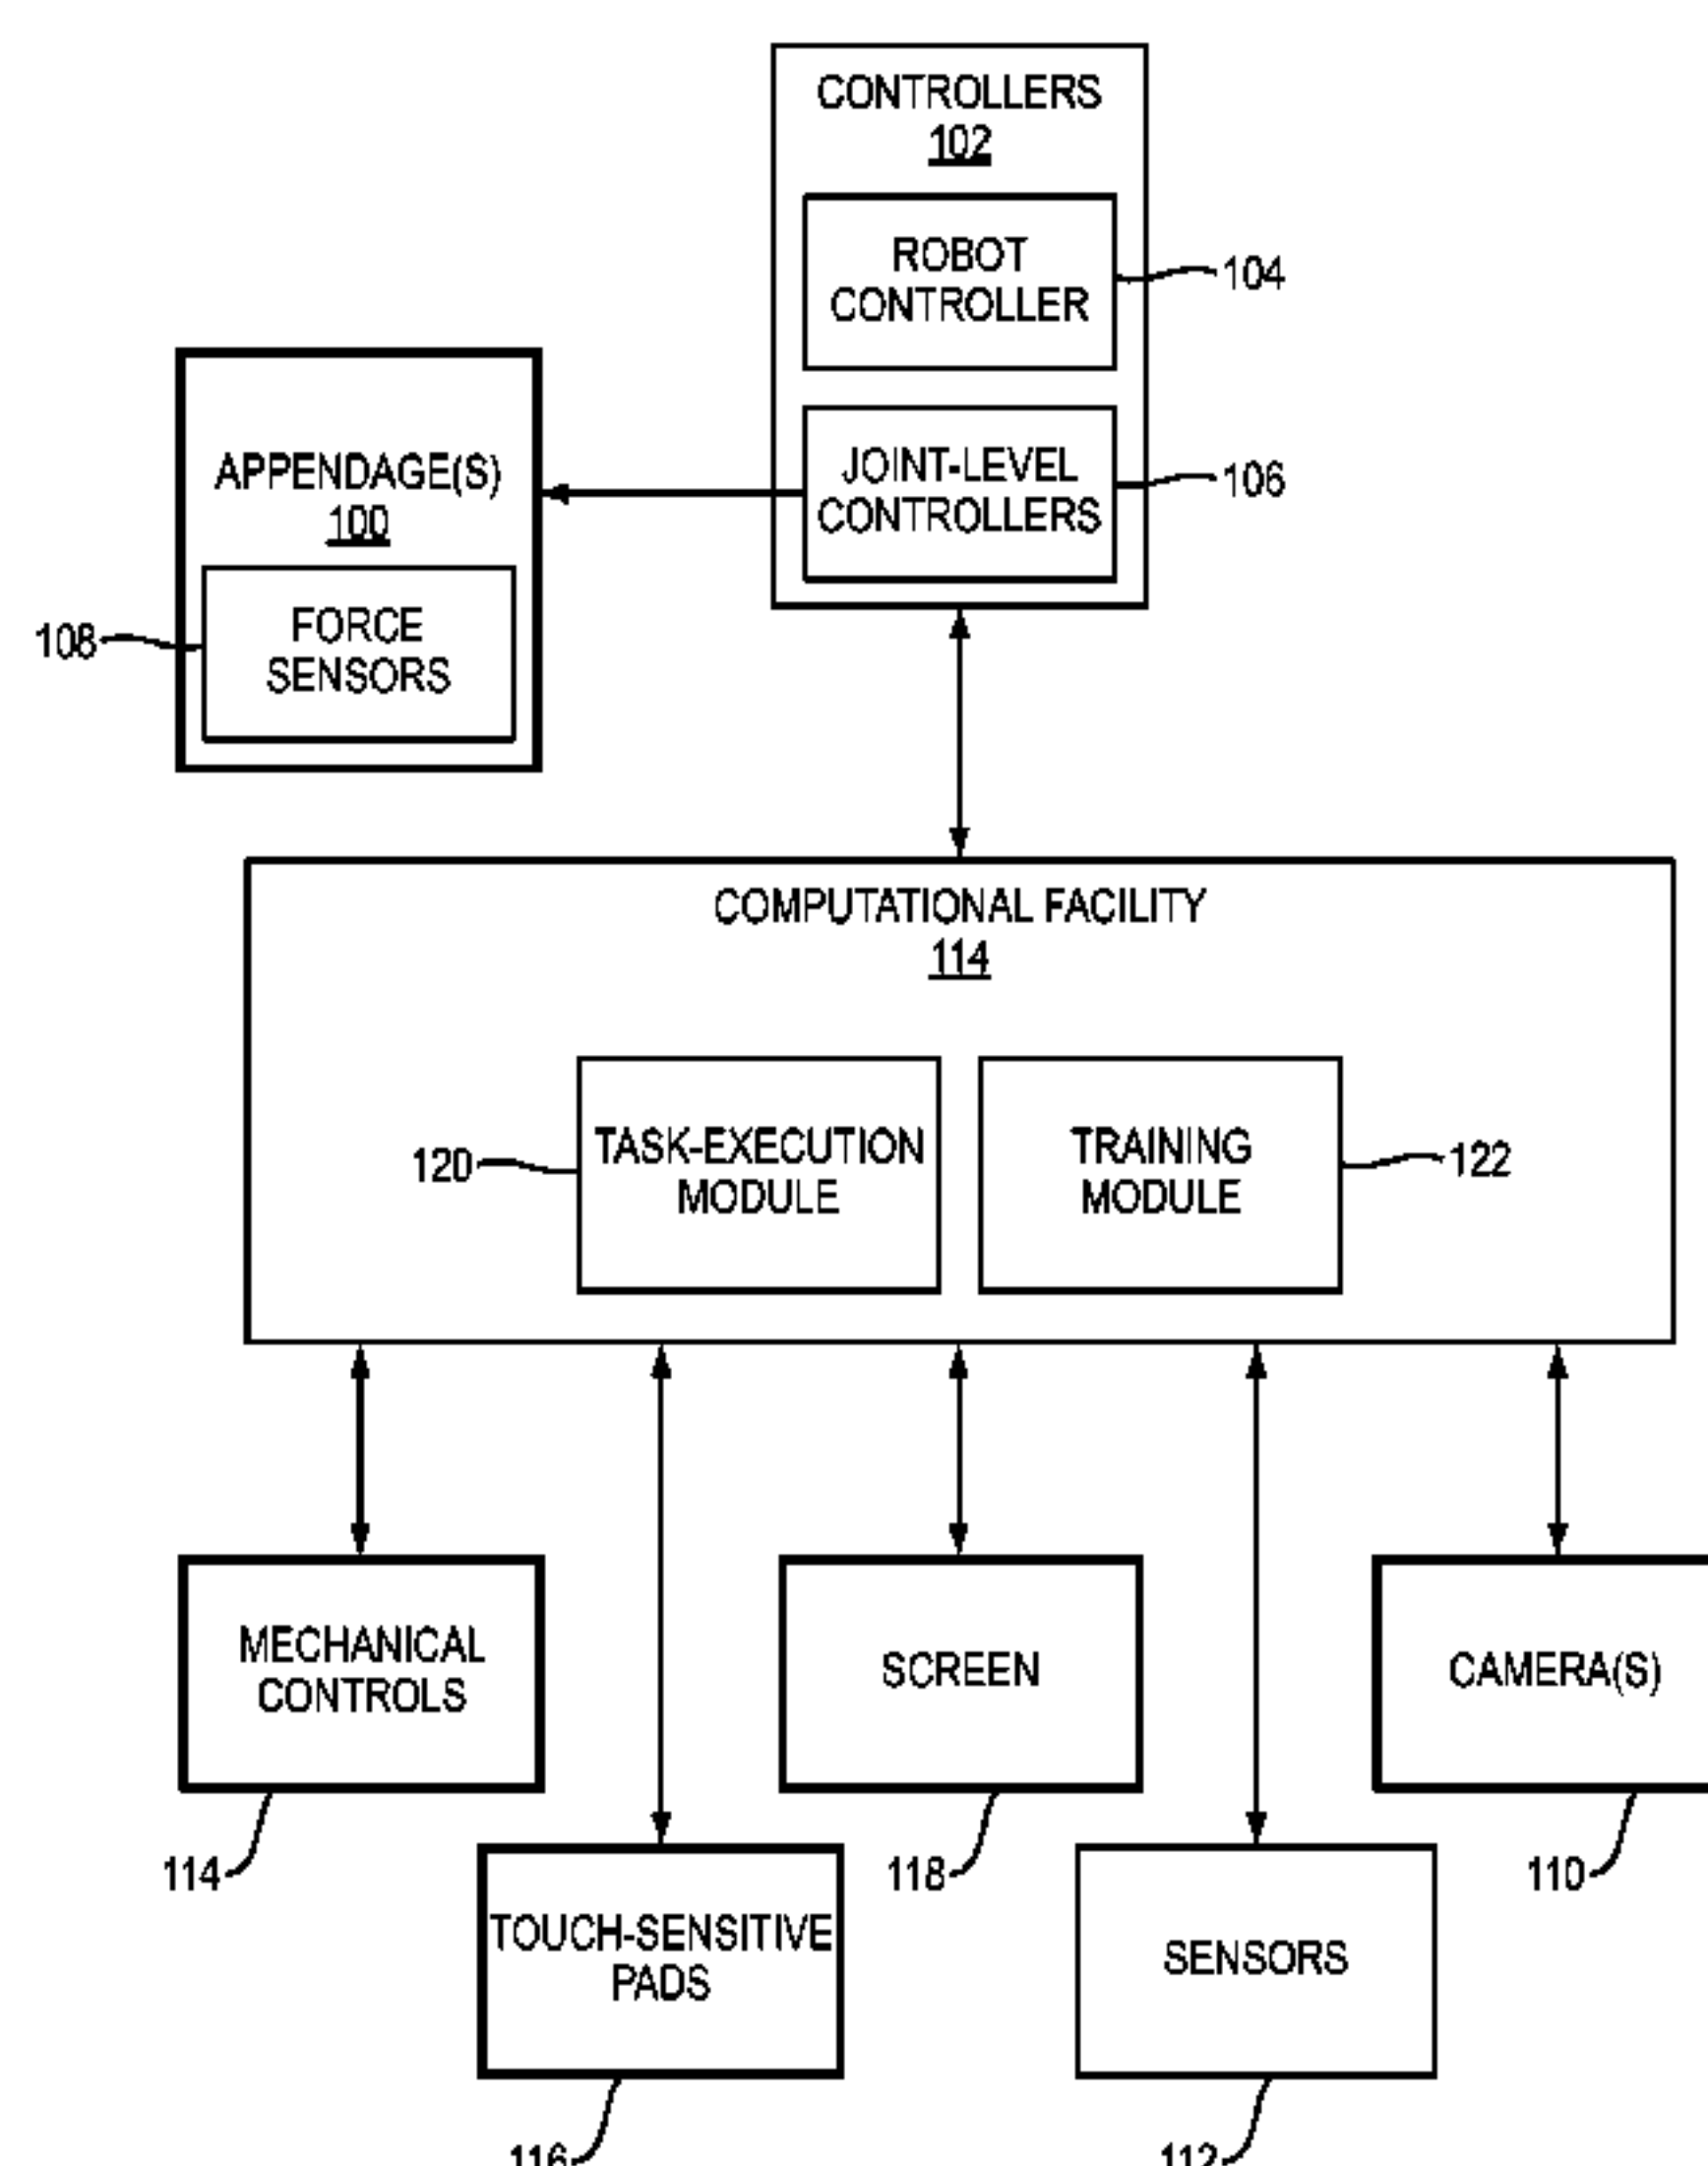 CONTROLLERS
102
ROBOT
CONTROLLER
104
JOINT-LEVEL
CONTROLLERS
106
APPENDAGE(S)
100
FORCE
SENSORS
108
COMPUTATIONAL FACILITY
114
TASK-EXECUTION
MODULE
120
TRAINING
MODULE
122
MECHANICAL
CONTROLS
114
SCREEN
118
CAMERA(S)
110
TOUCH-SENSITIVE
PADS
116
SENSORS
112